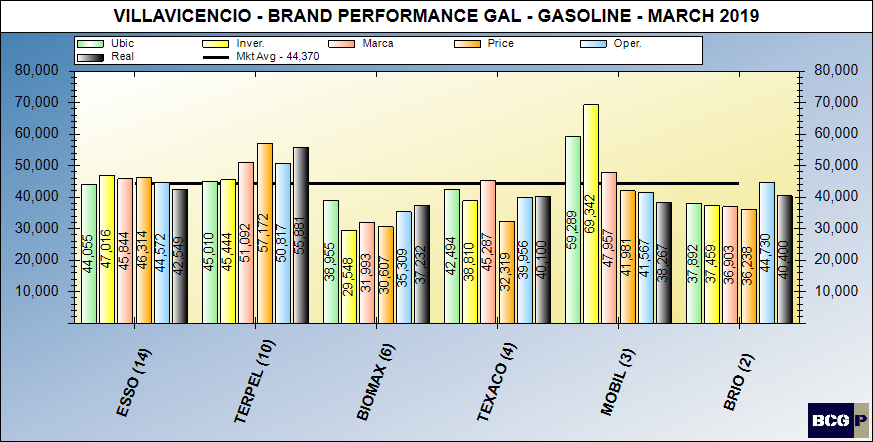 VILLAVICENCIO - BRAND PERFORMANCE GAL - GASOLINE - MARCH 2019
Ubic Inver. Marca Price Oper.
Real Mkt Avg - 44,370
80,000 80,000
70,000 70,000
60,000 60,000
50,000 50,000
40,000 40,000
30,000 30,000
20,000 20,000
10,000 10,000
44,055 47,016 45,844 46,314 44,572 42,549
45,010 45,444 51,092 57,172 50,817 55,881
38,955 29,548 31,993 30,607 35,309 37,232
42,494 38,810 45,287 32,319 39,956 40,100
59,289 69,342 47,957 41,981 41,567 38,267
37,892 37,459 36,903 36,238 44,730 40,400
ESSO (14) TERPEL (10) BIOMAX (6) TEXACO (4) MOBIL (3) BRIO (2)
BCG P